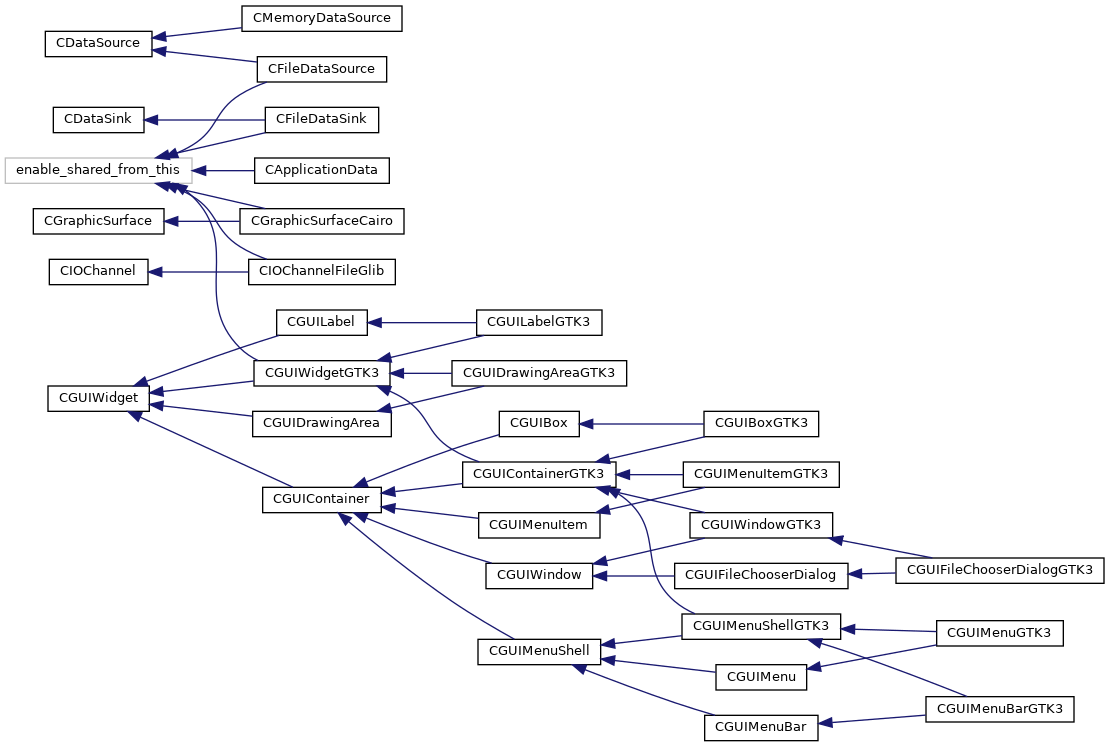 CMemoryDataSource
CDataSource
CFileDataSource
CDataSink
CFileDataSink
enable_shared_from_this
CApplicationData
CGraphicSurface
CGraphicSurfaceCairo
CIOChannel
CIOChannelFileGlib
CGUILabel
CGUILabelGTK3
CGUIWidgetGTK3
CGUIDrawingAreaGTK3
CGUIWidget
CGUIDrawingArea
CGUIBox
CGUIBoxGTK3
CGUIContainerGTK3
CGUIMenuItemGTK3
CGUIContainer
CGUIMenuItem
CGUIWindowGTK3
CGUIWindow
CGUIFileChooserDialog
CGUIFileChooserDialogGTK3
CGUIMenuShellGTK3
CGUIMenuGTK3
CGUIMenuShell
CGUIMenu
CGUIMenuBarGTK3
CGUIMenuBar